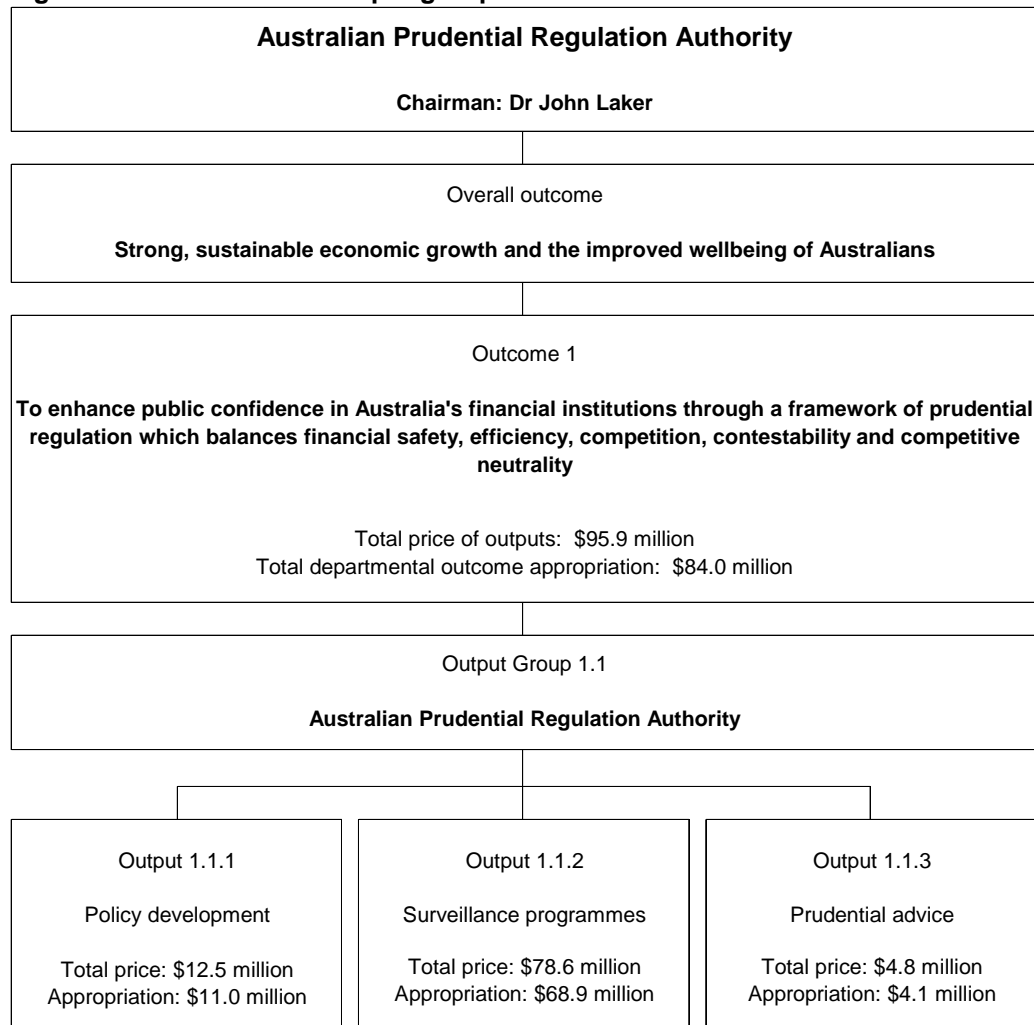 Australian Prudential Regulation Authority
Chairman: Dr John Laker
Overall outcome
Strong, sustainable economic growth and the improved wellbeing of Australians
Outcome 1
To enhance public confidence in Australia's financial institutions through a framework of prudential
regulation which balances financial safety, efficiency, competition, contestability and competitive
neutrality
Total price of outputs: $95.9 million
Total departmental outcome appropriation: $84.0 million
Output Group 1.1
Australian Prudential Regulation Authority
Output 1.1.1
Policy development
Total price: $12.5 million
Appropriation: $11.0 million
Output 1.1.2
Surveillance programmes
Total price: $78.6 million
Appropriation: $68.9 million
Output 1.1.3
Prudential advice
Total price: $4.8 million
Appropriation: $4.1 million